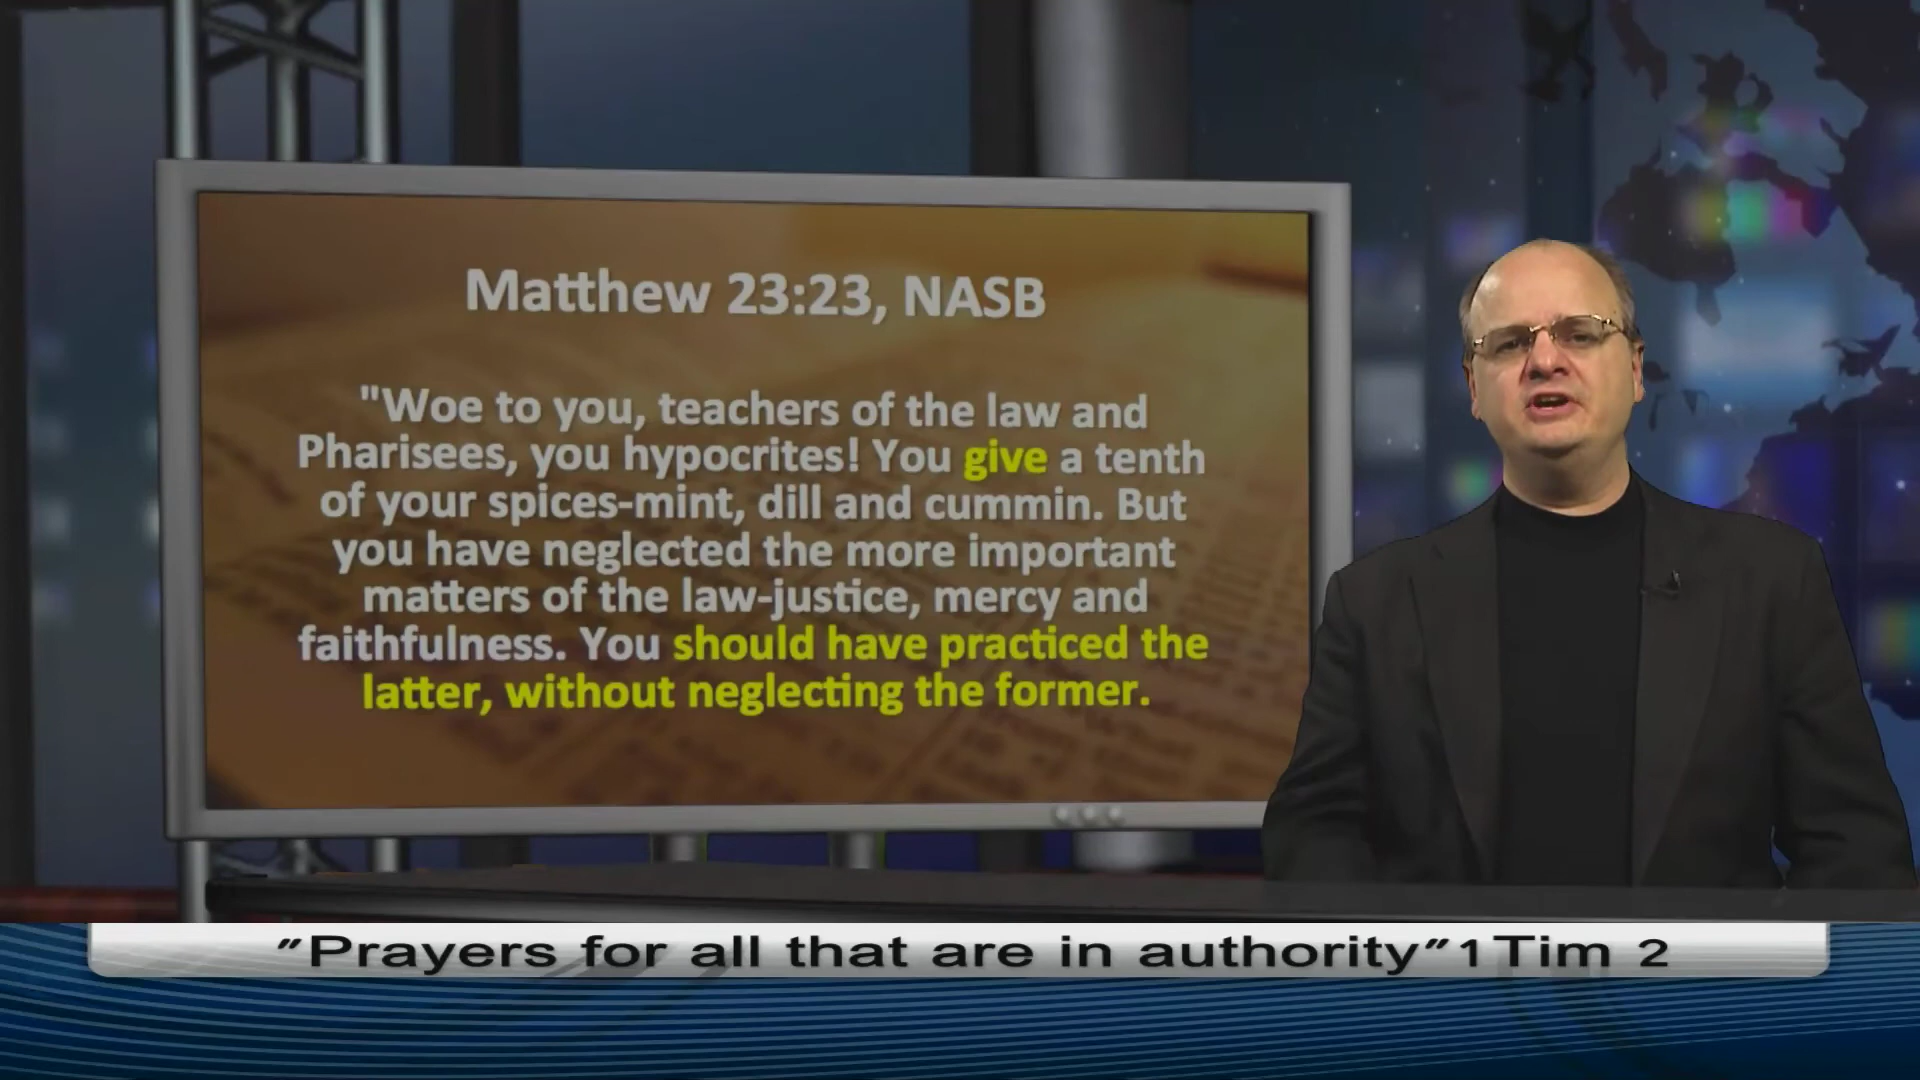 Matthew 23:23, NASB
"Woe to you, teachers of the law and
Pharisees, you hypocrites! You give a tenth
of your spices-mint, dill and cummin. But
you have neglected the more important
matters of the law-justice, mercy and
faithfulness. You should have practiced the
latter, without neglecting the former.
"Prayers for all that are in authority"1 Tim 2